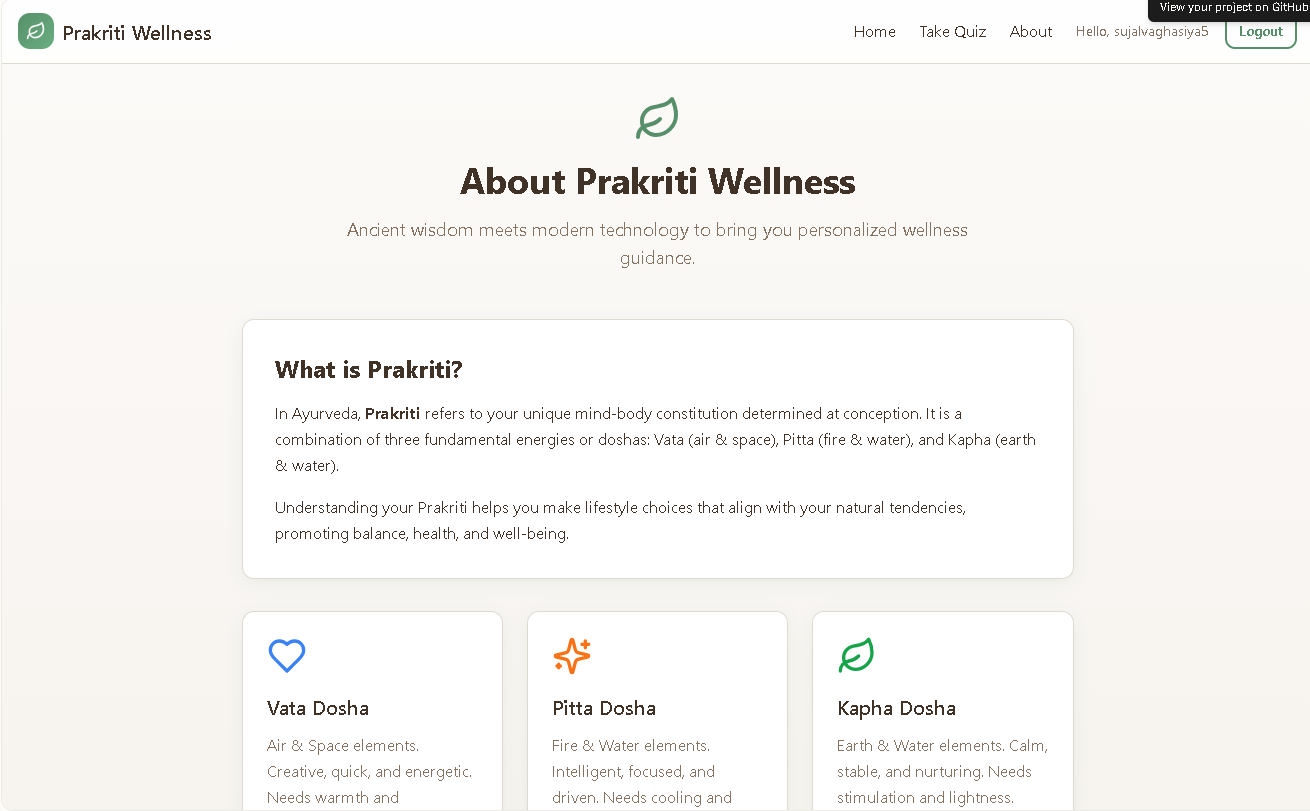 View your project on GitHub
Prakriti Wellness
Home
Take Quiz
About
Hello, sujalvaghasiya5
Logout
About Prakriti Wellness
Ancient wisdom meets modern technology to bring you personalized wellness
guidance.
What is Prakriti?
In Ayurveda, Prakriti refers to your unique mind-body constitution determined at conception. It is a
combination of three fundamental energies or doshas: Vata (air & space), Pitta (fire & water), and Kapha (earth
& water).
Understanding your Prakriti helps you make lifestyle choices that align with your natural tendencies,
promoting balance, health, and well-being.
Vata Dosha
Air & Space elements.
Creative, quick, and energetic.
Needs warmth and
Pitta Dosha
Fire & Water elements.
Intelligent, focused, and
driven. Needs cooling and
Kapha Dosha
Earth & Water elements. Calm,
stable, and nurturing. Needs
stimulation and lightness.